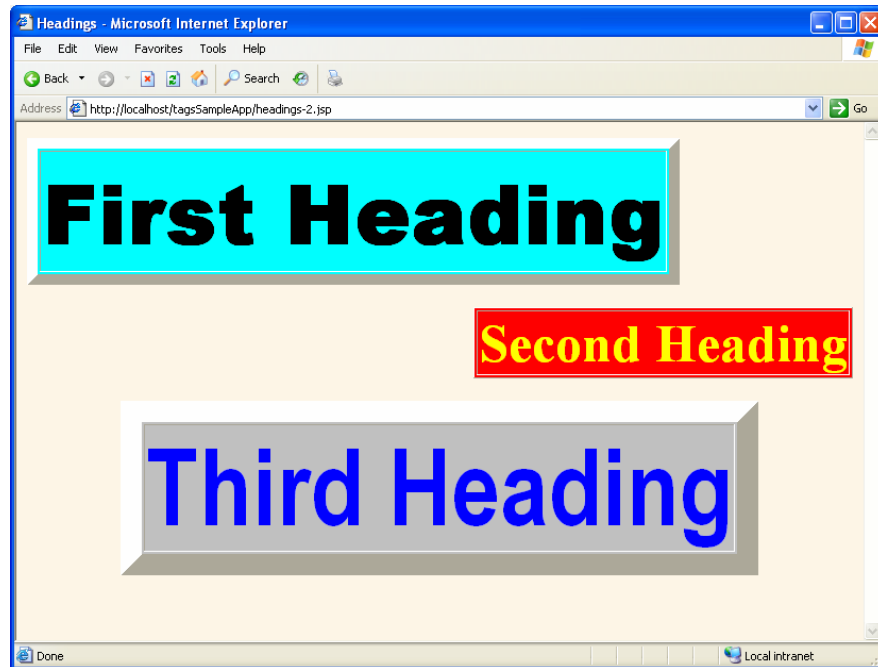 Headings - Microsoft Internet Explorer
File Edit View Favorites Tools Help
Back Search
Address http://localhost/tagsSampleApp/headings-2.jsp Go
First Heading
Second Heading
Third Heading
Done Local intranet